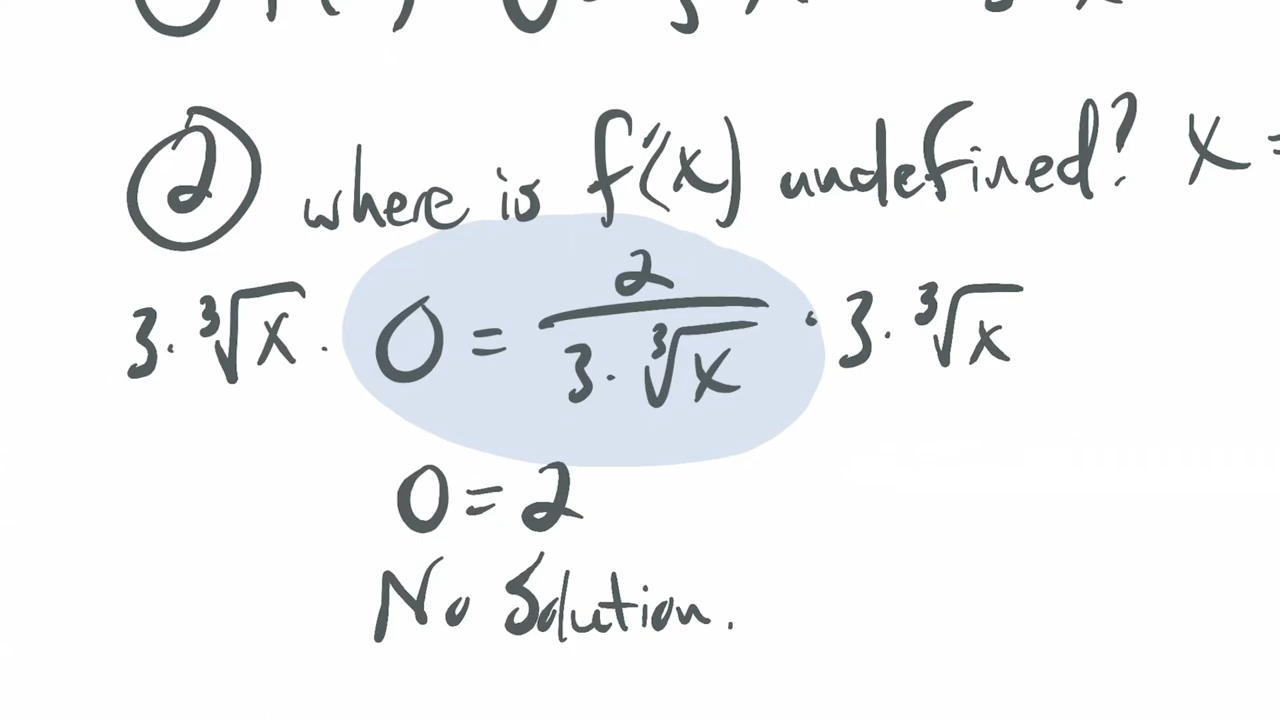 ② where is f'(x) undefined? x =
3·∛x · 0 = 2/(3·∛x) · 3·∛x
0 = 2
No Solution.